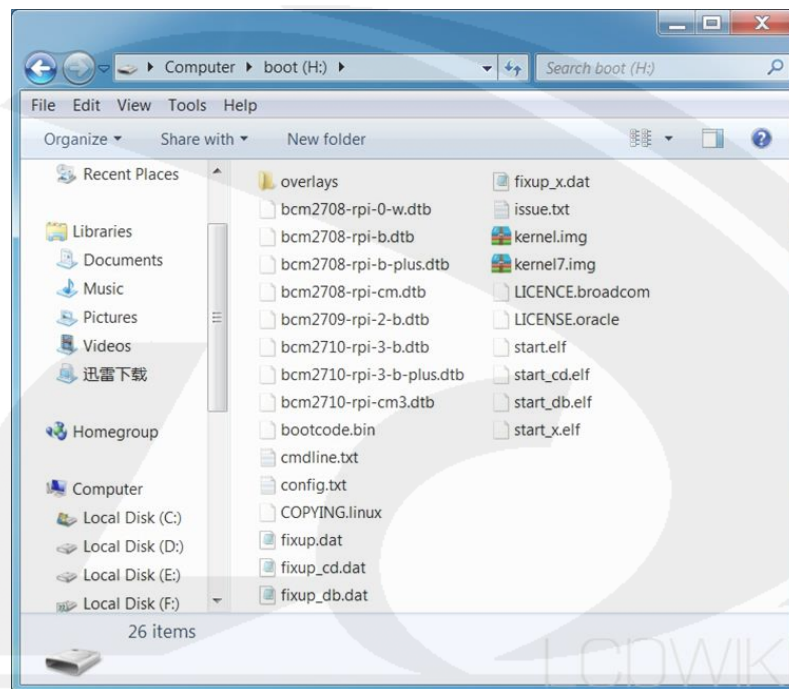 Computer boot (H:)
Search boot (H:)
File Edit View Tools Help
Organize Share with New folder
Recent Places
Libraries
Documents
Music
Pictures
Videos
迅雷下载
Homegroup
Computer
Local Disk (C:)
Local Disk (D:)
Local Disk (E:)
Local Disk (F:)
overlays
bcm2708-rpi-0-w.dtb
bcm2708-rpi-b.dtb
bcm2708-rpi-b-plus.dtb
bcm2708-rpi-cm.dtb
bcm2709-rpi-2-b.dtb
bcm2710-rpi-3-b.dtb
bcm2710-rpi-3-b-plus.dtb
bcm2710-rpi-cm3.dtb
bootcode.bin
cmdline.txt
config.txt
COPYING.linux
fixup.dat
fixup_cd.dat
fixup_db.dat
fixup_x.dat
issue.txt
kernel.img
kernel7.img
LICENCE.broadcom
LICENSE.oracle
start.elf
start_cd.elf
start_db.elf
start_x.elf
26 items
LCDWIK